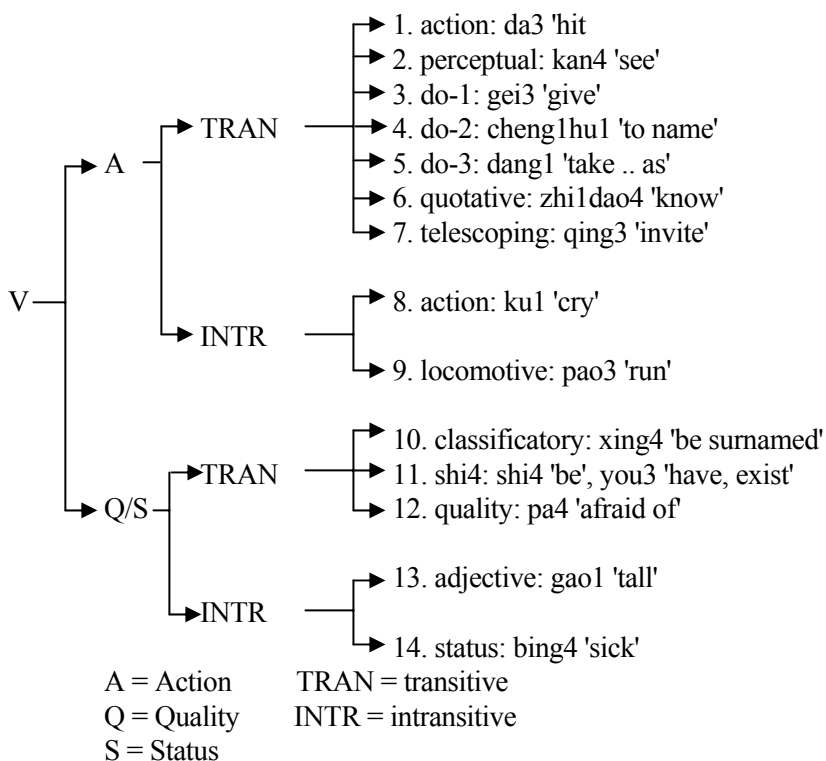 1. action: da3 'hit
2. perceptual: kan4 'see'
3. do-1: gei3 'give'
TRAN
4. do-2: cheng1hu1 'to name'
A
5. do-3: dang1 'take .. as'
6. quotative: zhi1dao4 'know'
7. telescoping: qing3 'invite'
V
8. action: ku1 'cry'
INTR
9. locomotive: pao3 'run'
10. classificatory: xing4 'be surnamed'
TRAN
11. shi4: shi4 'be', you3 'have, exist'
Q/S
12. quality: pa4 'afraid of'
13. adjective: gao1 'tall'
INTR
14. status: bing4 'sick'
A = Action TRAN = transitive
Q = Quality INTR = intransitive
S = Status